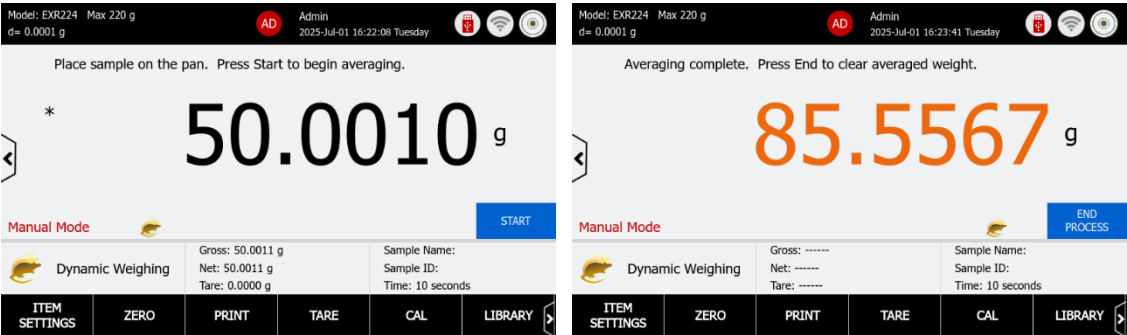 Model: EXR224 Max 220 g
d= 0.0001 g
AD
Admin
2025-Jul-01 16:22:08 Tuesday
Place sample on the pan. Press Start to begin averaging.
* 50.0010 g
Manual Mode
START
Dynamic Weighing
Gross: 50.0011 g
Net: 50.0011 g
Tare: 0.0000 g
Sample Name:
Sample ID:
Time: 10 seconds
ITEM
SETTINGS
ZERO
PRINT
TARE
CAL
LIBRARY
Model: EXR224 Max 220 g
d= 0.0001 g
AD
Admin
2025-Jul-01 16:23:41 Tuesday
Averaging complete. Press End to clear averaged weight.
85.5567 g
Manual Mode
END
PROCESS
Dynamic Weighing
Gross: ------
Net: ------
Tare: ------
Sample Name:
Sample ID:
Time: 10 seconds
ITEM
SETTINGS
ZERO
PRINT
TARE
CAL
LIBRARY